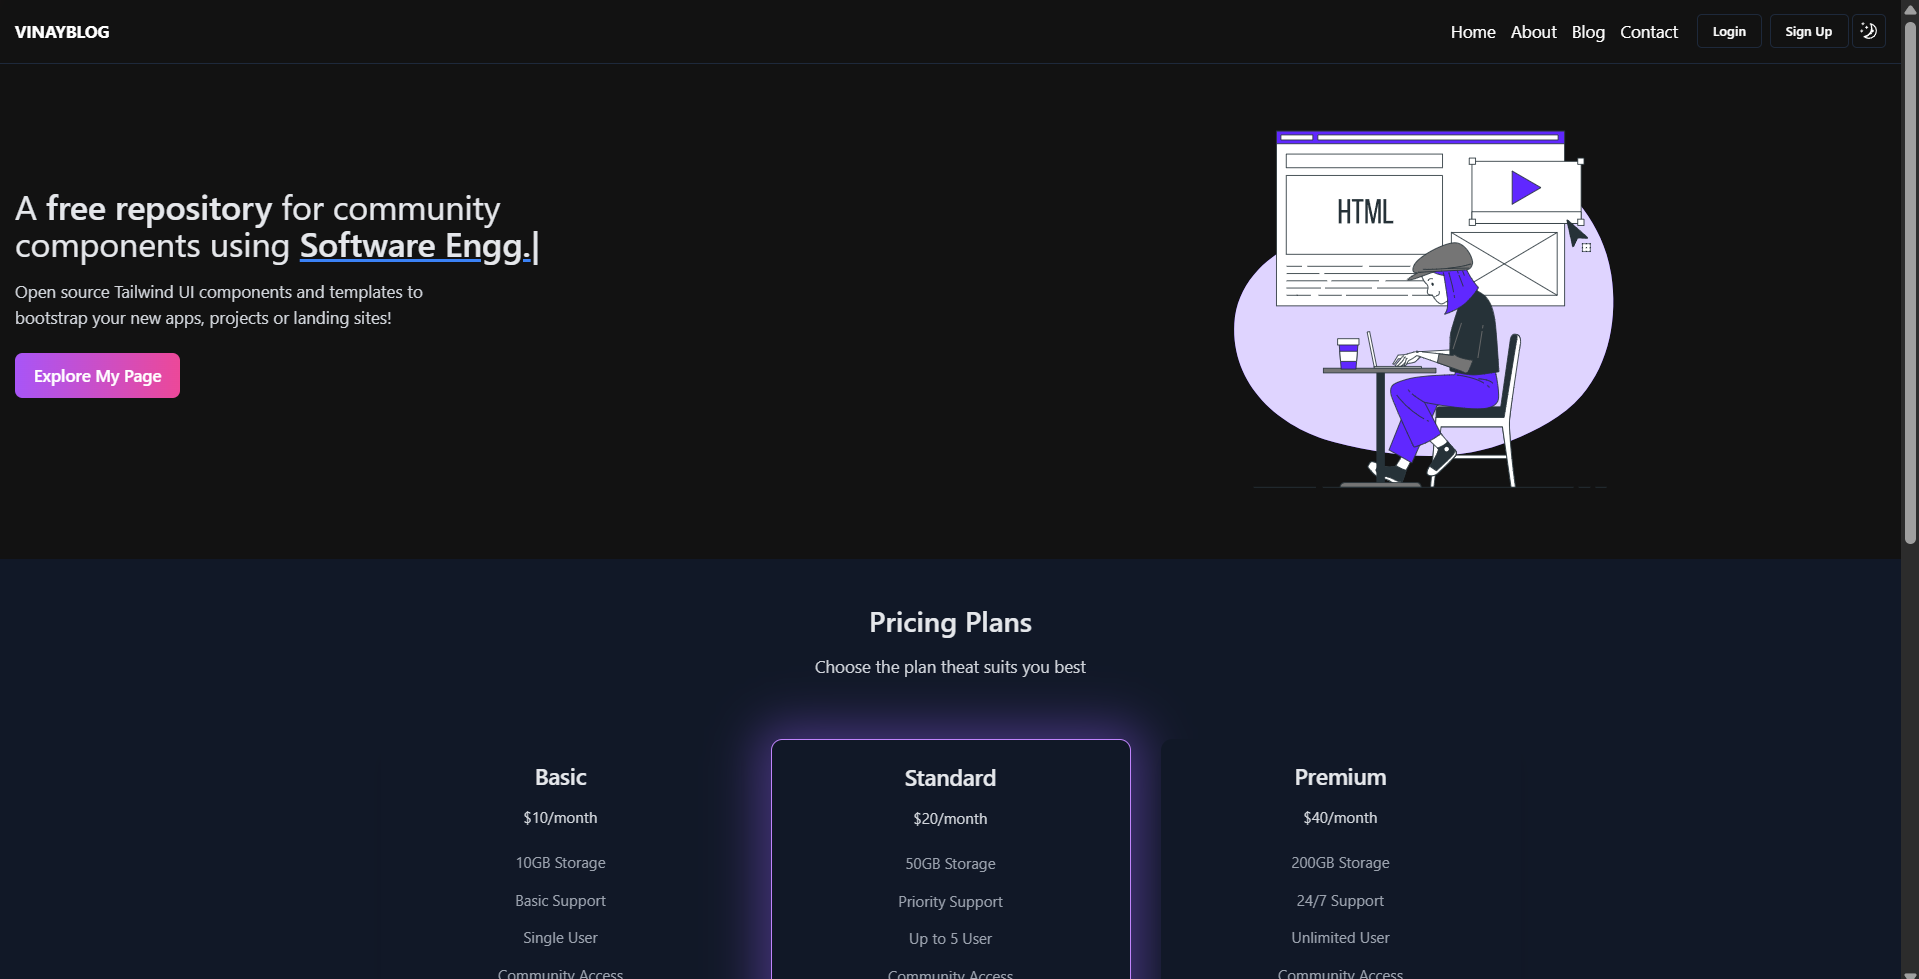 VINAYBLOG
Home About Blog Contact Login Sign Up
A free repository for community
components using Software Engg.|
Open source Tailwind UI components and templates to
bootstrap your new apps, projects or landing sites!
Explore My Page
HTML
Pricing Plans
Choose the plan theat suits you best
Basic
$10/month
10GB Storage
Basic Support
Single User
Community Access
Standard
$20/month
50GB Storage
Priority Support
Up to 5 User
Community Access
Premium
$40/month
200GB Storage
24/7 Support
Unlimited User
Community Access